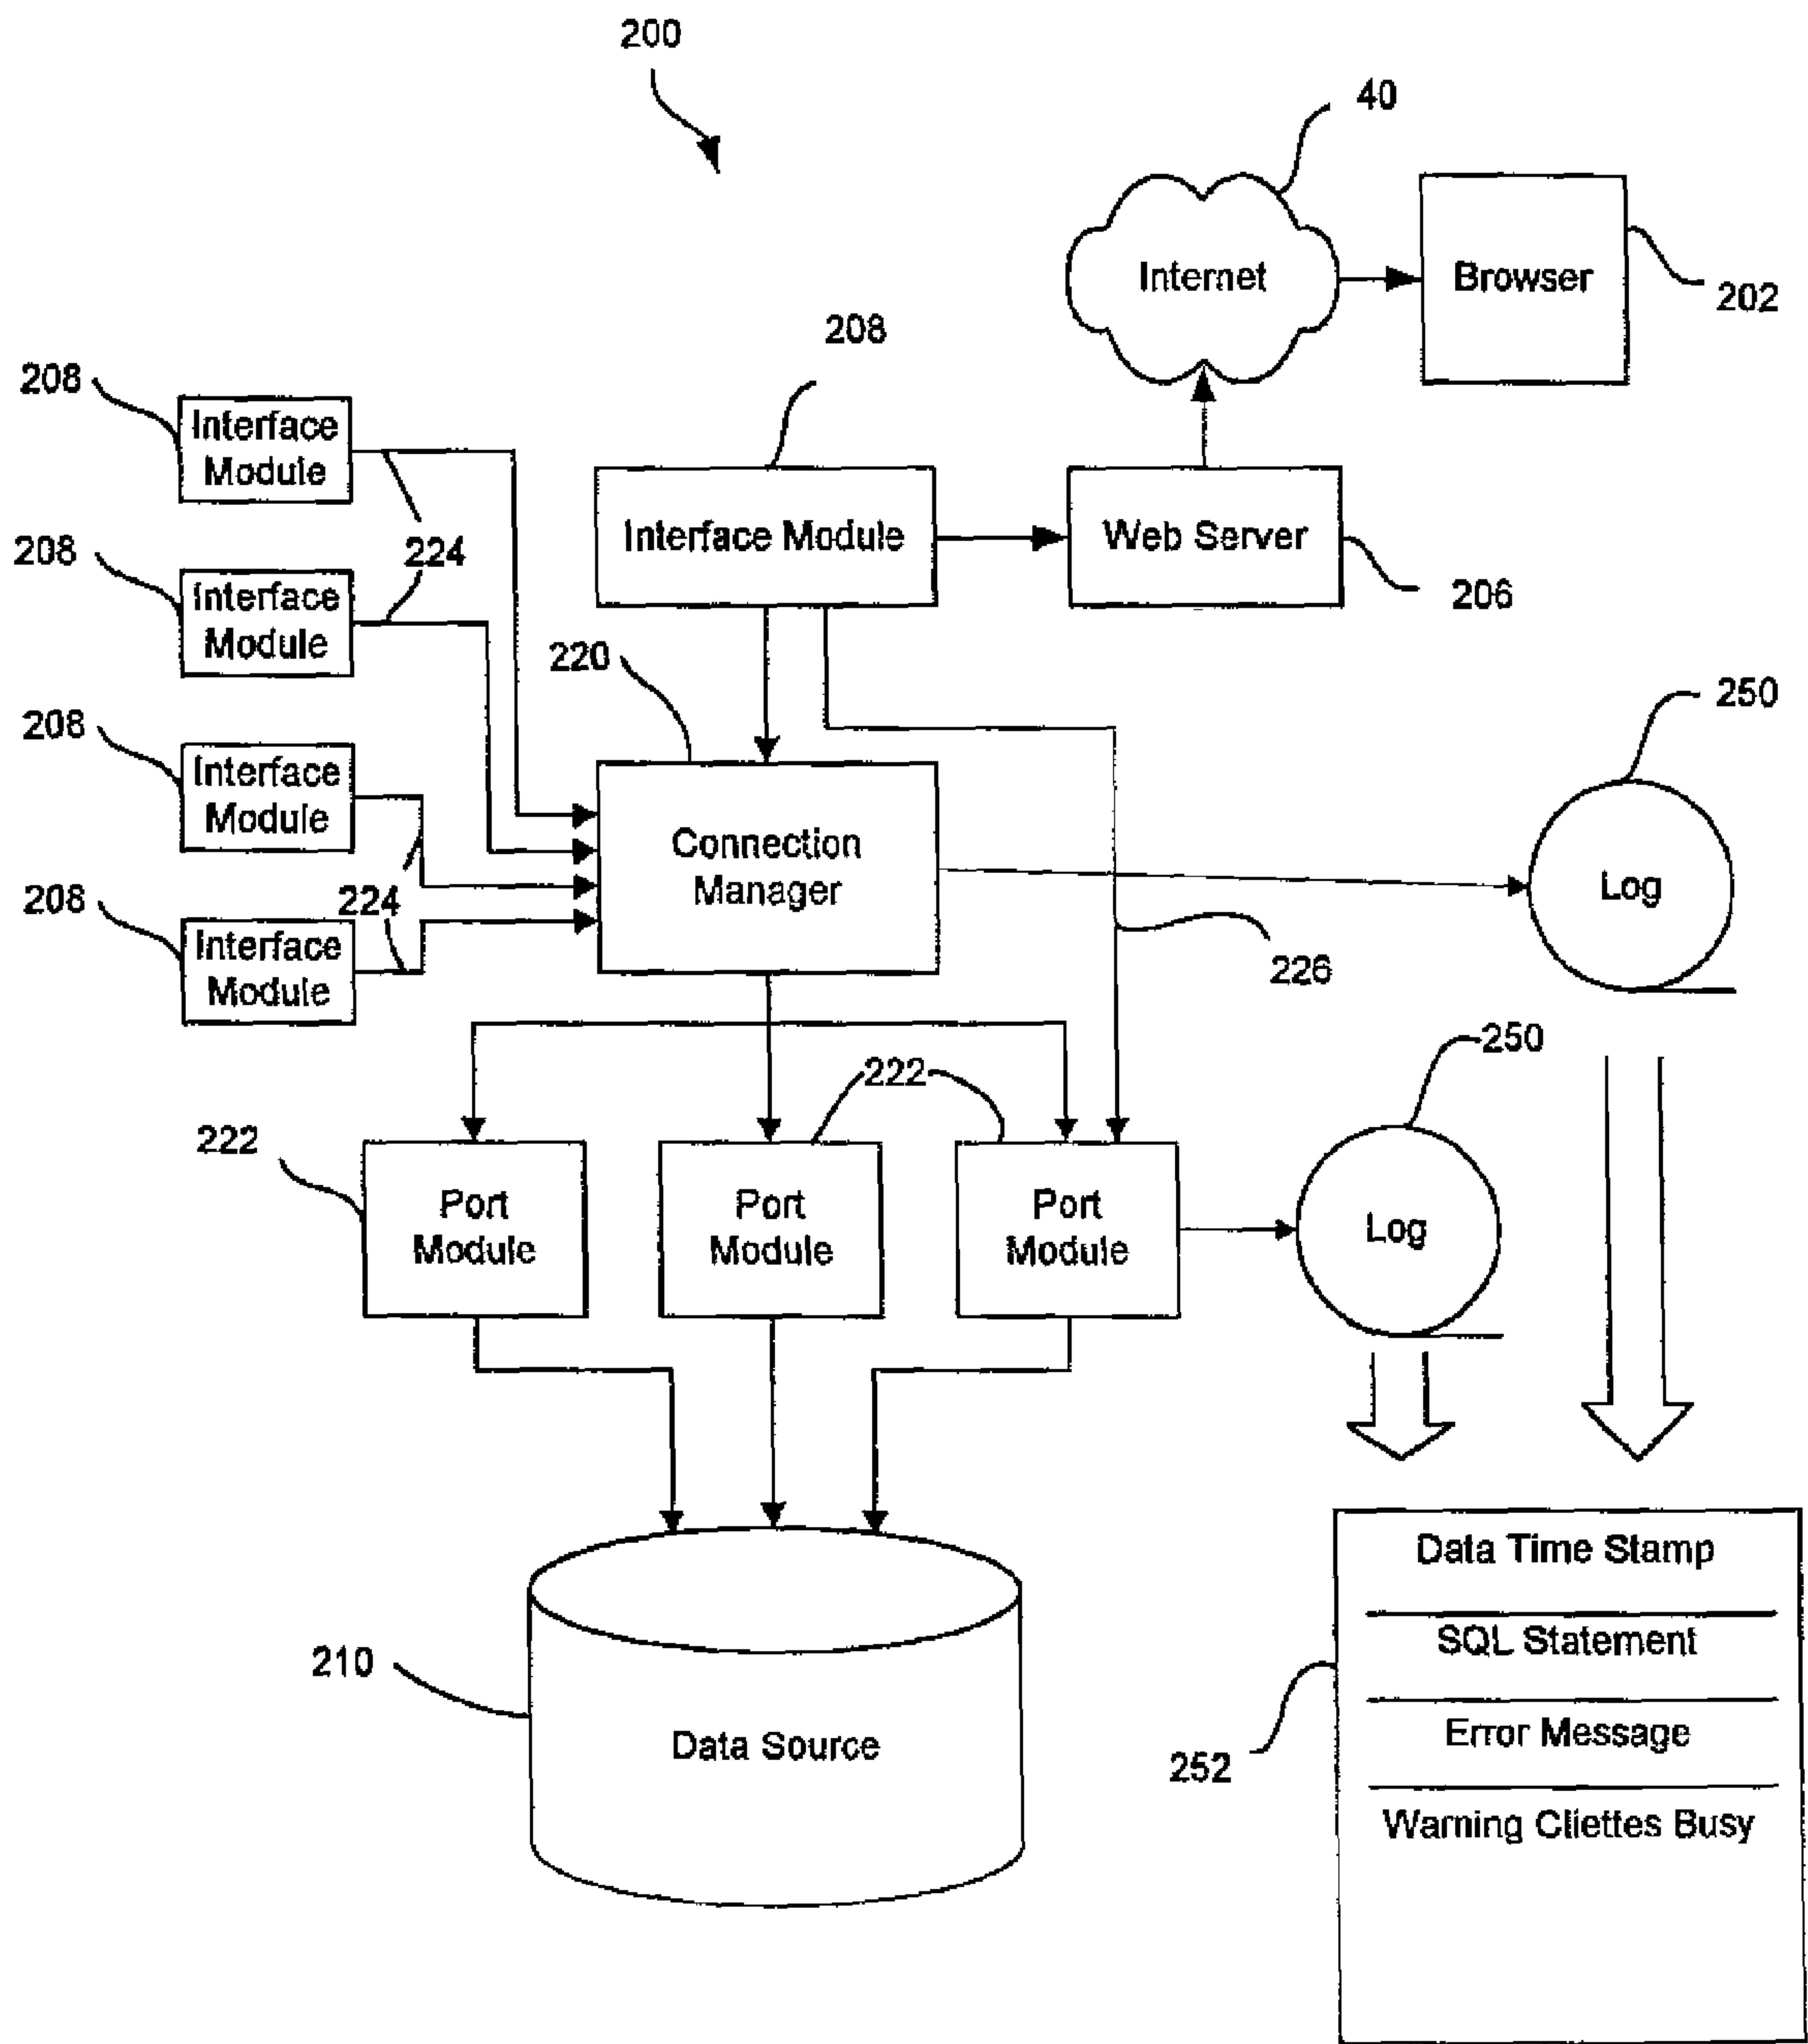 200
40
Internet
Browser
202
208
208
Interface
Module
Interface Module
Web Server
206
224
208
Interface
Module
220
250
208
Interface
Module
Connection
Manager
Log
224
226
208
Interface
Module
250
222
222
Port
Module
Port
Module
Port
Module
Log
210
Data Source
Data Time Stamp
SQL Statement
Error Message
Warning Cliettes Busy
252